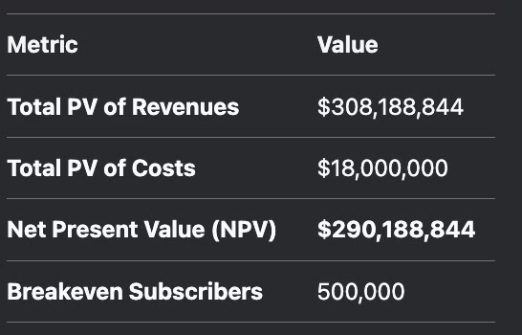 Metric Value
Total PV of Revenues $308,188,844
Total PV of Costs $18,000,000
Net Present Value (NPV) $290,188,844
Breakeven Subscribers 500,000